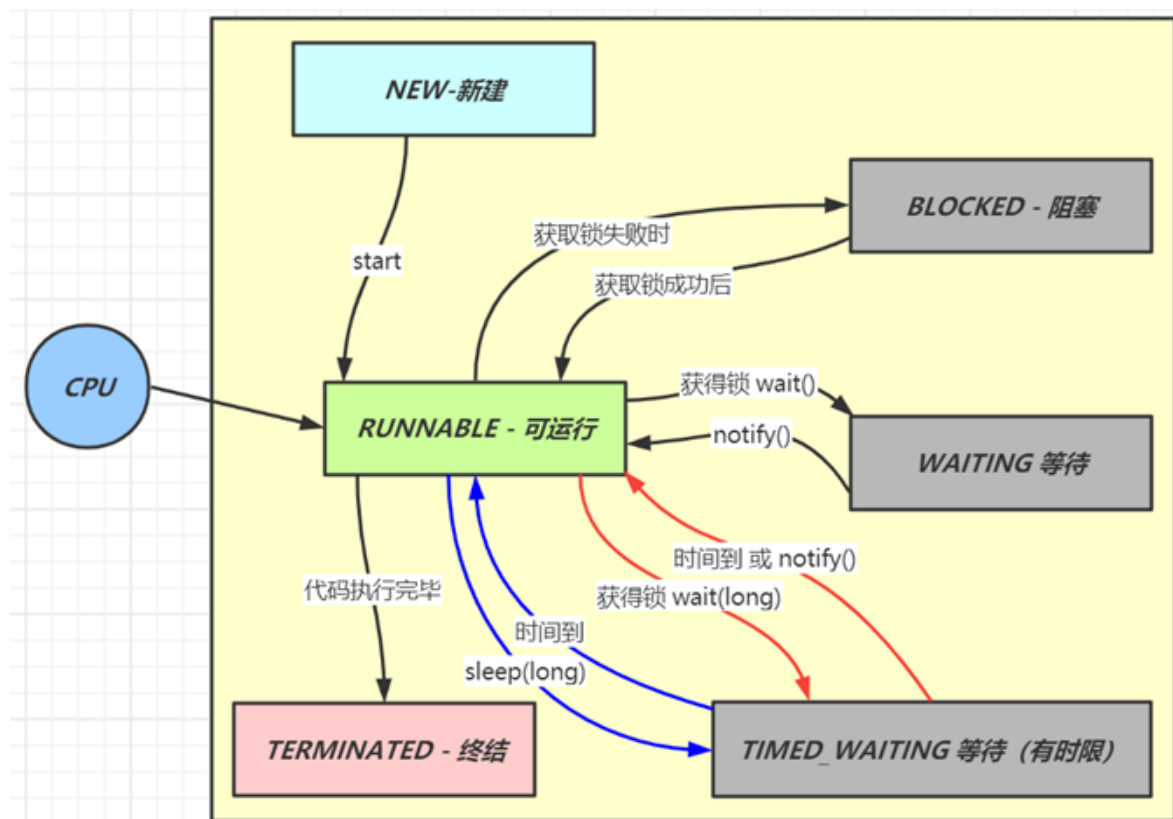 NEW-新建
BLOCKED - 阻塞
获取锁失败时
start
获取锁成功后
CPU
获得锁 wait()
RUNNABLE - 可运行
notify()
WAITING 等待
时间到 或 notify()
代码执行完毕
获得锁 wait(long)
时间到
sleep(long)
TERMINATED - 终结
TIMED_WAITING 等待（有时限）